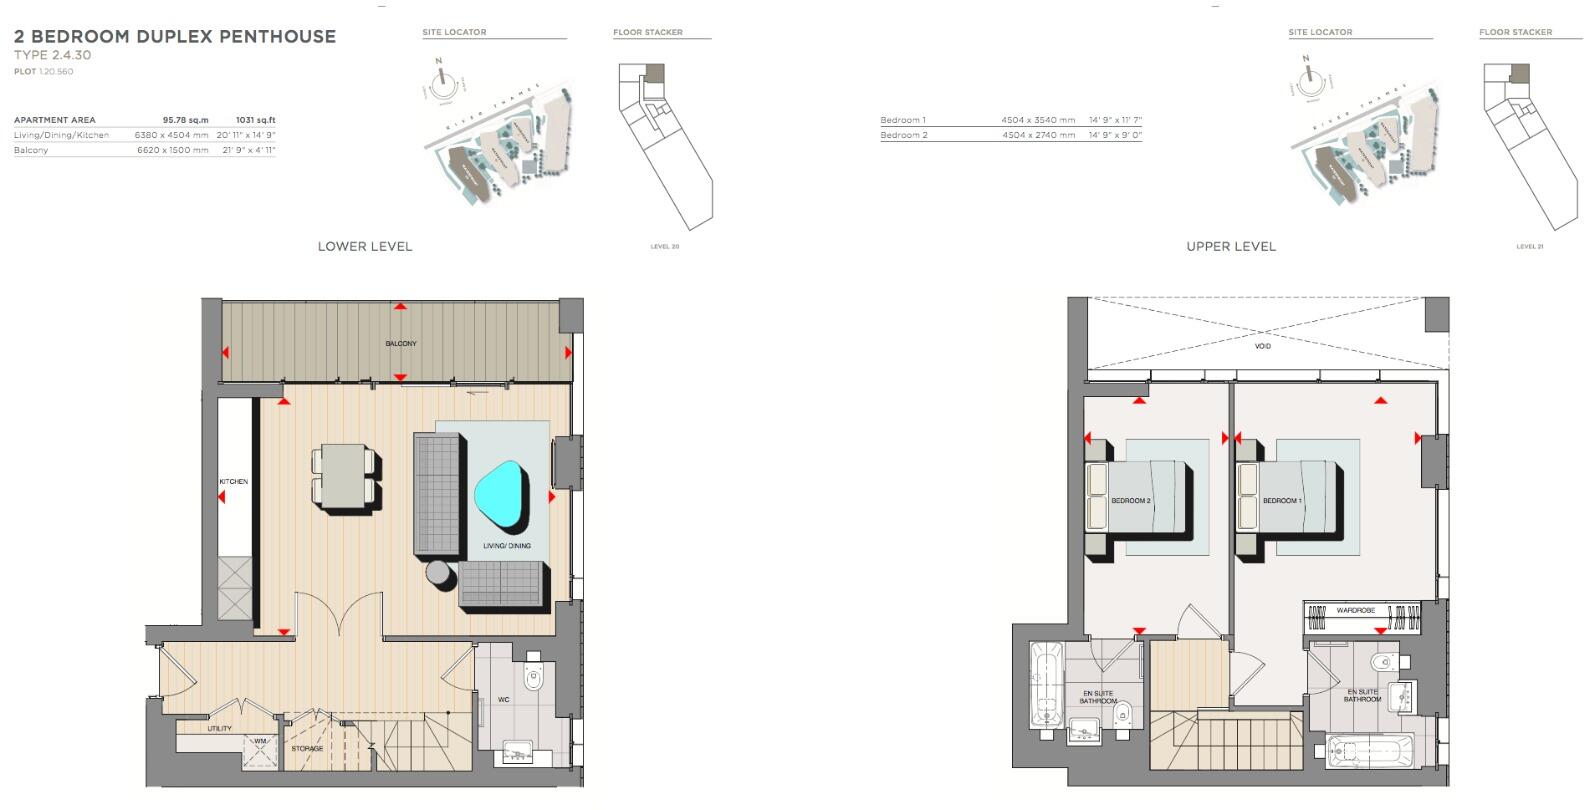 2 BEDROOM DUPLEX PENTHOUSE
TYPE 2.4.30
PLOT 1.20.560
APARTMENT AREA 95.78 sq.m 1031 sq.ft
Living/Dining/Kitchen 6380 x 4504 mm 20' 11" x 14' 9"
Balcony 6620 x 1500 mm 21' 9" x 4' 11"
SITE LOCATOR
N
RIVER THAMES
FLOOR STACKER
LEVEL 20
LOWER LEVEL
BALCONY
KITCHEN
LIVING/ DINING
WC
UTILITY
WM
STORAGE
Bedroom 1 4504 x 3540 mm 14' 9" x 11' 7"
Bedroom 2 4504 x 2740 mm 14' 9" x 9' 0"
SITE LOCATOR
N
RIVER THAMES
FLOOR STACKER
LEVEL 21
UPPER LEVEL
VOID
BEDROOM 2
BEDROOM 1
WARDROBE
EN SUITE
BATHROOM
EN SUITE
BATHROOM